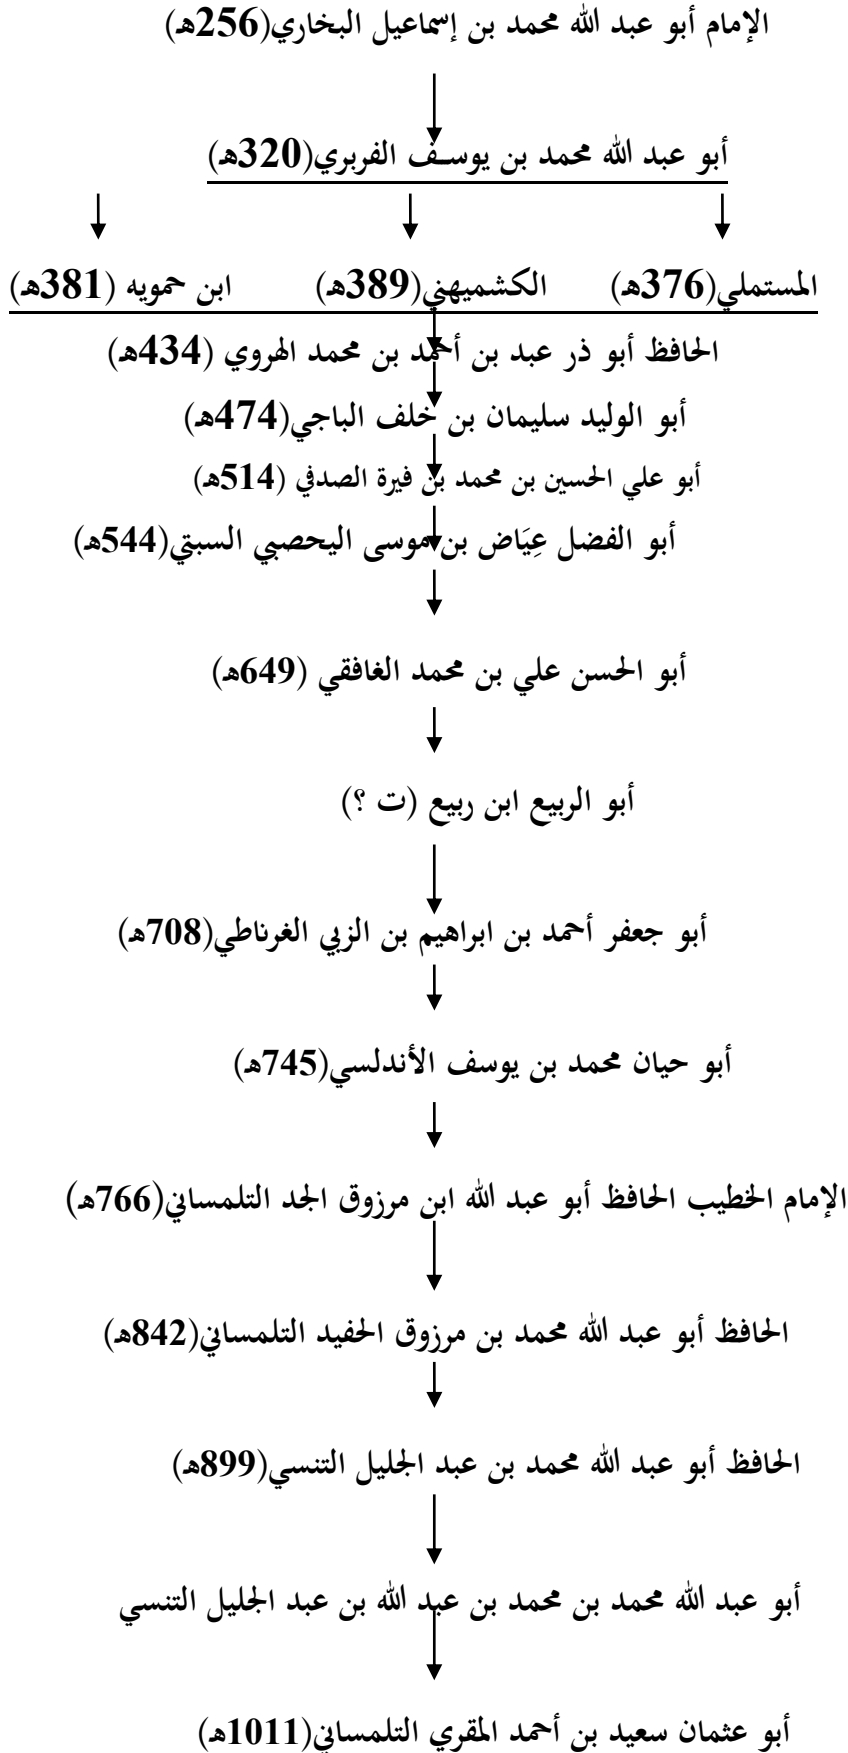 الإمام أبو عبد الله محمد بن إسماعيل البخاري(256هـ)
أبو عبد الله محمد بن يوسف الفربري(320هـ)
المستملي(376هـ) الكشميهني(389هـ) ابن حمويه (381هـ)
الحافظ أبو ذر عبد بن أحمد بن محمد الهروي (434هـ)
أبو الوليد سليمان بن خلف الباجي(474هـ)
أبو علي الحسين بن محمد بن فيرة الصدفي (514هـ)
أبو الفضل عِيَاض بن موسى اليحصبي السبتي(544هـ)
أبو الحسن علي بن محمد الغافقي (649هـ)
أبو الربيع ابن ربيع (ت ؟)
أبو جعفر أحمد بن ابراهيم بن الزبي الغرناطي(708هـ)
أبو حيان محمد بن يوسف الأندلسي(745هـ)
الإمام الخطيب الحافظ أبو عبد الله ابن مرزوق الجد التلمساني(766هـ)
الحافظ أبو عبد الله محمد بن مرزوق الحفيد التلمساني(842هـ)
الحافظ أبو عبد الله محمد بن عبد الجليل التنسي(899هـ)
أبو عبد الله محمد بن محمد بن عبد الله بن عبد الجليل التنسي
أبو عثمان سعيد بن أحمد المقري التلمساني(1011هـ)